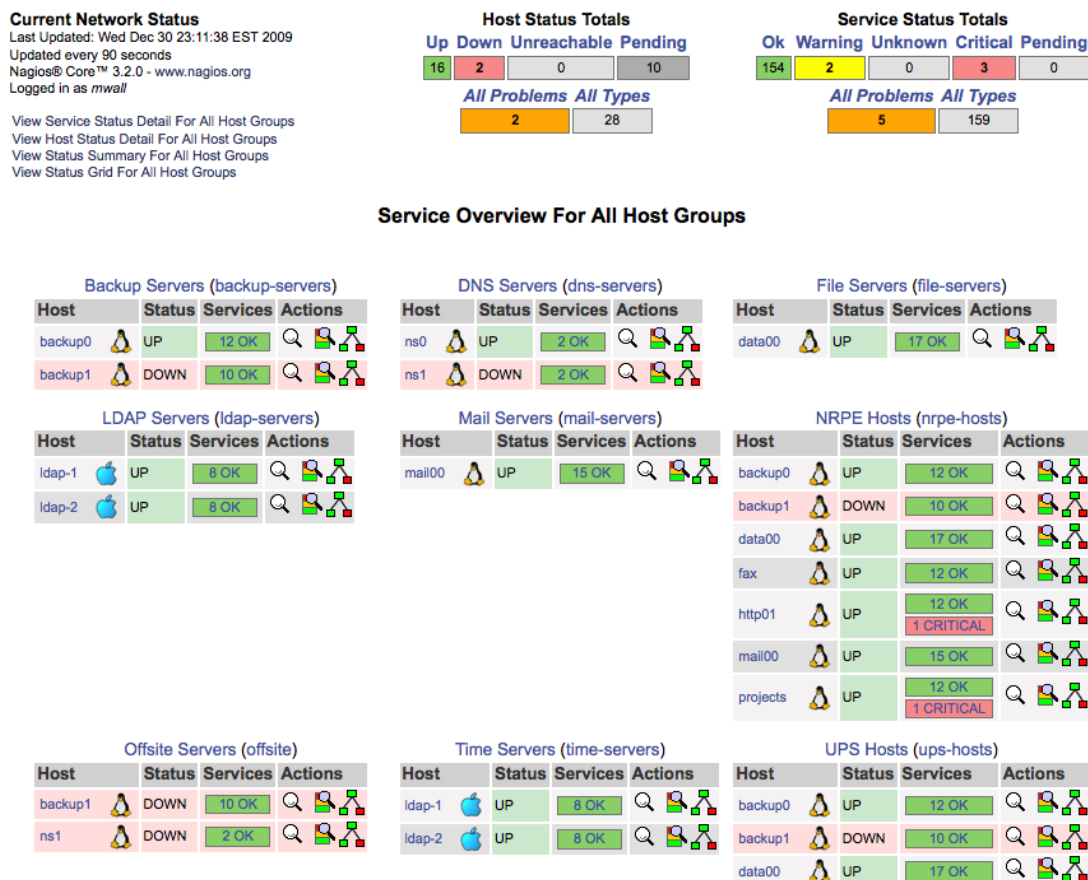 Current Network Status
Last Updated: Wed Dec 30 23:11:38 EST 2009
Updated every 90 seconds
Nagios® Core™ 3.2.0 - www.nagios.org
Logged in as mwall
View Service Status Detail For All Host Groups
View Host Status Detail For All Host Groups
View Status Summary For All Host Groups
View Status Grid For All Host Groups
Host Status Totals
Up Down Unreachable Pending
16 2 0 10
All Problems All Types
2 28
Service Status Totals
Ok Warning Unknown Critical Pending
154 2 0 3 0
All Problems All Types
5 159
Service Overview For All Host Groups
Backup Servers (backup-servers)
Host Status Services Actions
backup0 UP 12 OK
backup1 DOWN 10 OK
DNS Servers (dns-servers)
Host Status Services Actions
ns0 UP 2 OK
ns1 DOWN 2 OK
File Servers (file-servers)
Host Status Services Actions
data00 UP 17 OK
LDAP Servers (ldap-servers)
Host Status Services Actions
ldap-1 UP 8 OK
ldap-2 UP 8 OK
Mail Servers (mail-servers)
Host Status Services Actions
mail00 UP 15 OK
NRPE Hosts (nrpe-hosts)
Host Status Services Actions
backup0 UP 12 OK
backup1 DOWN 10 OK
data00 UP 17 OK
fax UP 12 OK
http01 UP 12 OK
1 CRITICAL
mail00 UP 15 OK
projects UP 12 OK
1 CRITICAL
Offsite Servers (offsite)
Host Status Services Actions
backup1 DOWN 10 OK
ns1 DOWN 2 OK
Time Servers (time-servers)
Host Status Services Actions
ldap-1 UP 8 OK
ldap-2 UP 8 OK
UPS Hosts (ups-hosts)
Host Status Services Actions
backup0 UP 12 OK
backup1 DOWN 10 OK
data00 UP 17 OK